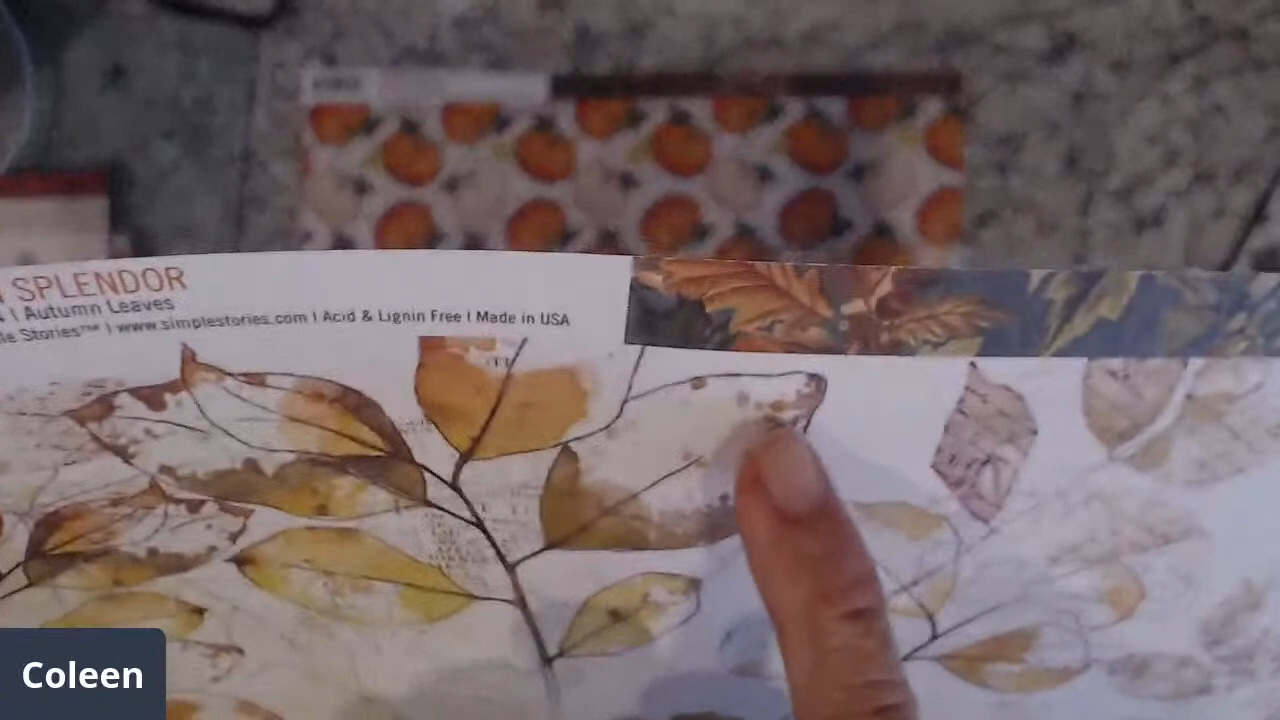 SPLENDOR
| Autumn Leaves
Stories™ | www.simplestories.com | Acid & Lignin Free | Made in USA
Coleen